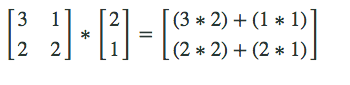 [3 1] * [2] = [(3 * 2) + (1 * 1)]
[2 2] [1] [(2 * 2) + (2 * 1)]